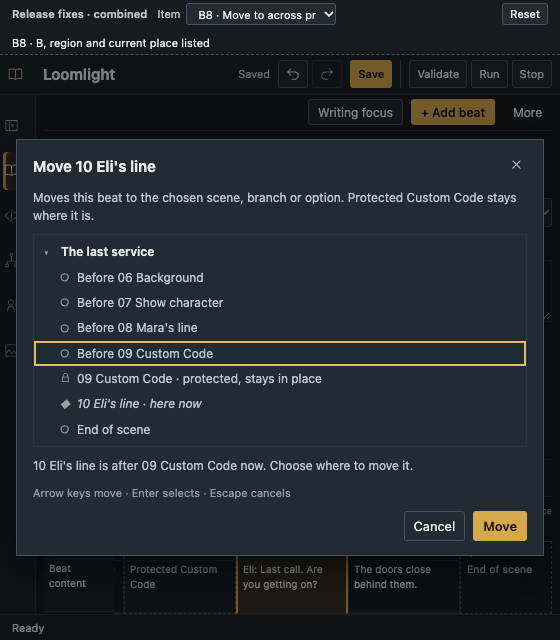 Release fixes · combined Item B8 · Move to across pr Reset
B8 · B, region and current place listed
Loomlight Saved Save Validate Run Stop
Writing focus + Add beat More
Move 10 Eli's line
Moves this beat to the chosen scene, branch or option. Protected Custom Code stays
where it is.
The last service
Before 06 Background
Before 07 Show character
Before 08 Mara's line
Before 09 Custom Code
09 Custom Code · protected, stays in place
10 Eli's line · here now
End of scene
10 Eli's line is after 09 Custom Code now. Choose where to move it.
Arrow keys move · Enter selects · Escape cancels
Cancel Move
Beat Protected Custom Eli: Last call. Are The doors close End of scene
content Code you getting on? behind them.
Ready